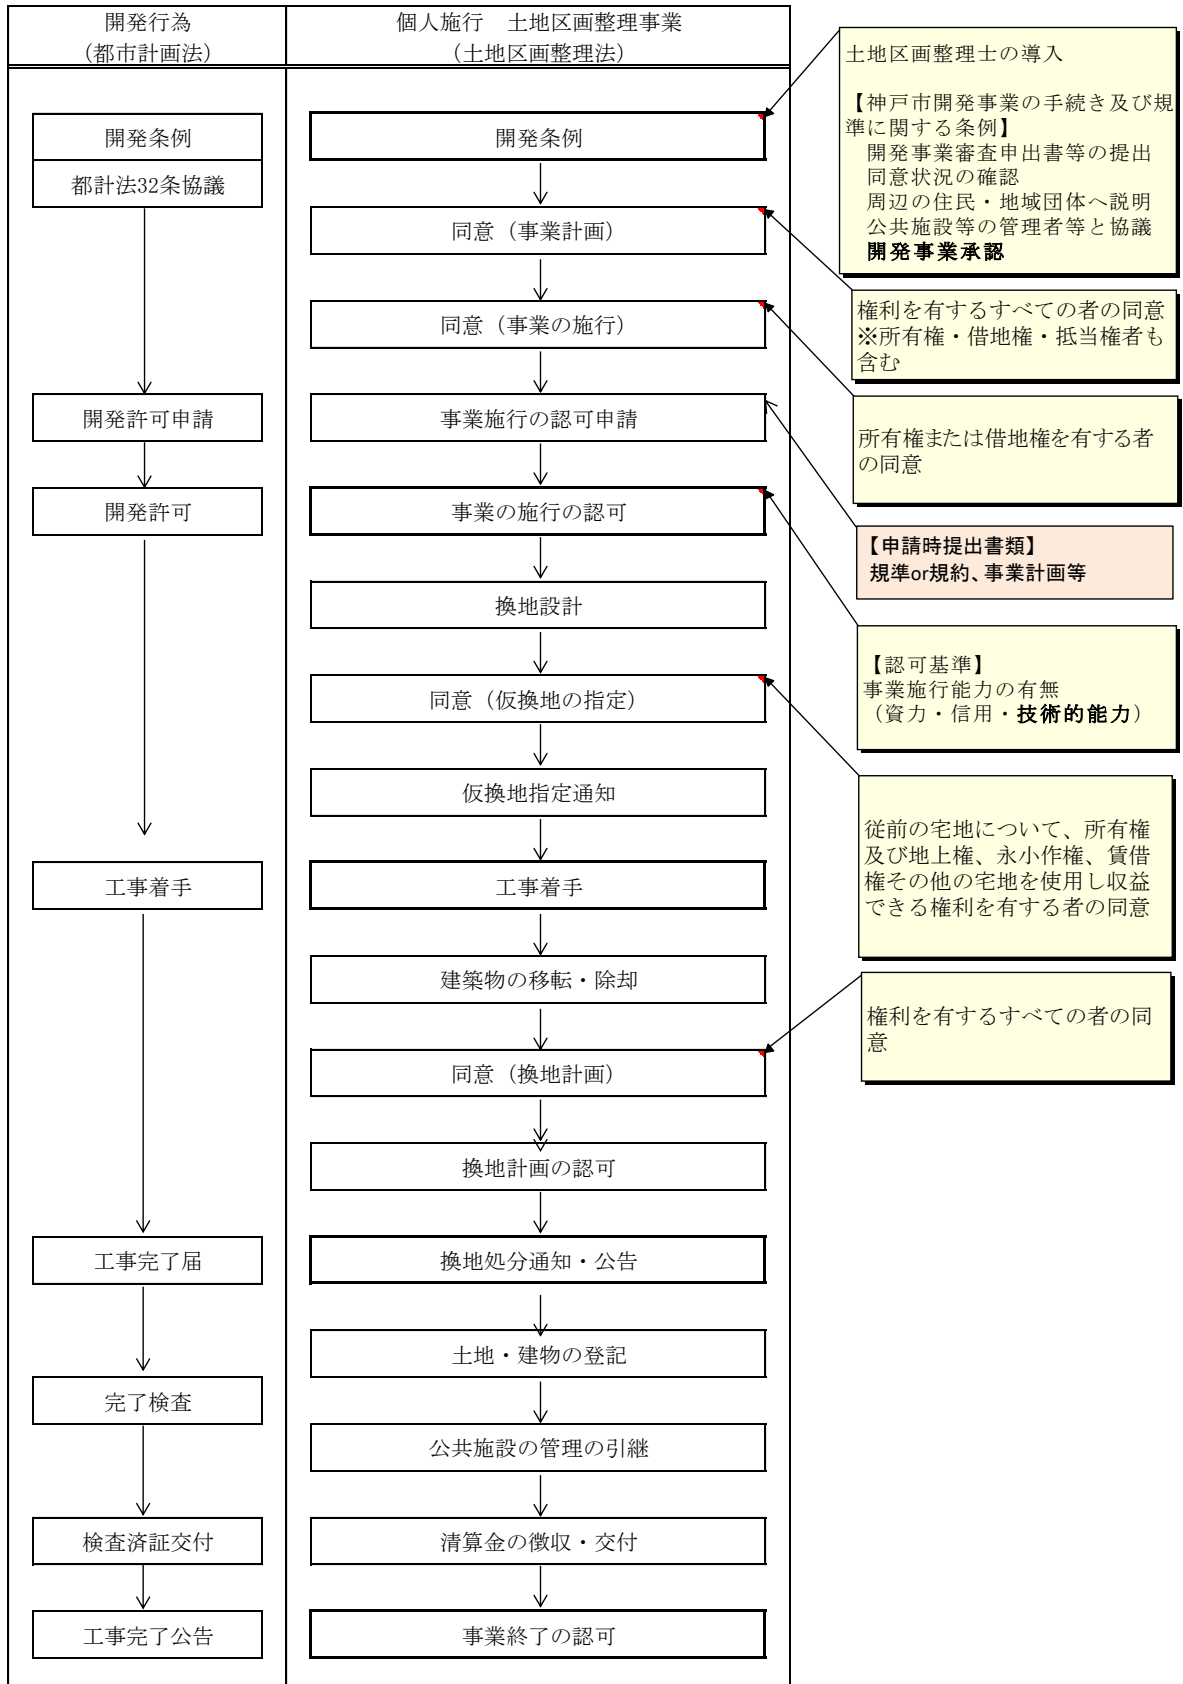 開発行為
（都市計画法）
個人施行　土地区画整理事業
（土地区画整理法）
開発条例
都計法32条協議
開発許可申請
開発許可
工事着手
工事完了届
完了検査
検査済証交付
工事完了公告
開発条例
同意（事業計画）
同意（事業の施行）
事業施行の認可申請
事業の施行の認可
換地設計
同意（仮換地の指定）
仮換地指定通知
工事着手
建築物の移転・除却
同意（換地計画）
換地計画の認可
換地処分通知・公告
土地・建物の登記
公共施設の管理の引継
清算金の徴収・交付
事業終了の認可
土地区画整理士の導入
【神戸市開発事業の手続き及び規
準に関する条例】
開発事業審査申出書等の提出
同意状況の確認
周辺の住民・地域団体へ説明
公共施設等の管理者等と協議
開発事業承認
権利を有するすべての者の同意
※所有権・借地権・抵当権者も
含む
所有権または借地権を有する者
の同意
【申請時提出書類】
規準or規約、事業計画等
【認可基準】
事業施行能力の有無
（資力・信用・技術的能力）
従前の宅地について、所有権
及び地上権、永小作権、賃借
権その他の宅地を使用し収益
できる権利を有する者の同意
権利を有するすべての者の同
意